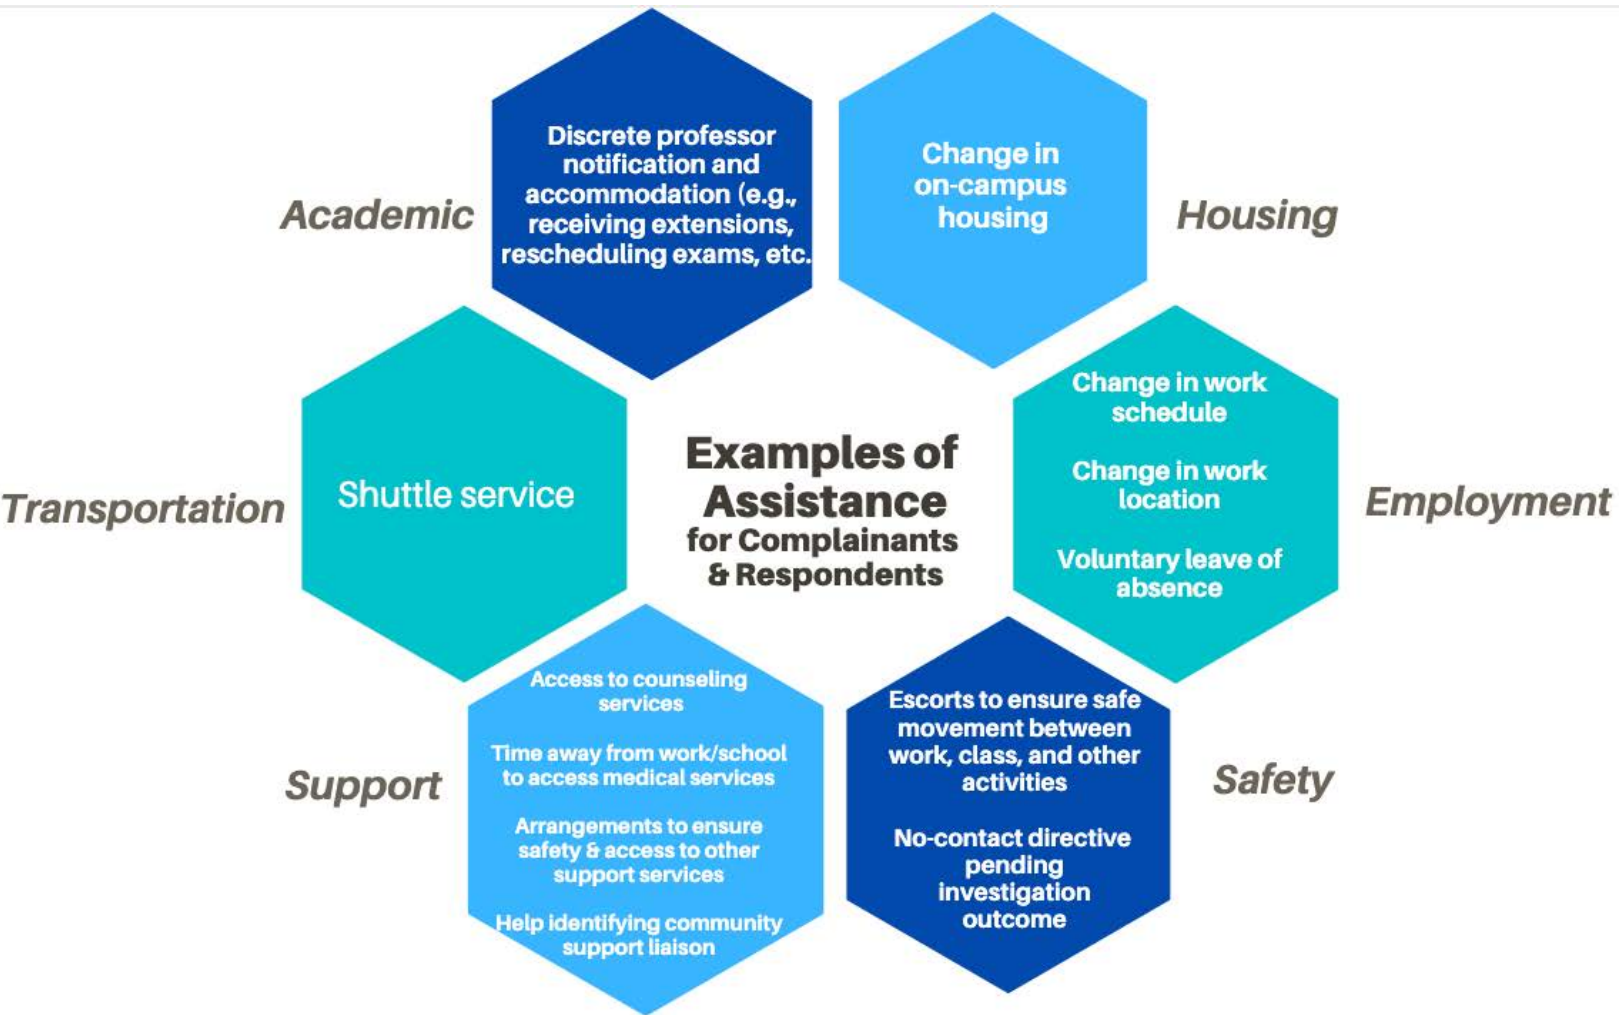 Academic
Discrete professor
notification and
accommodation (e.g.,
receiving extensions,
rescheduling exams, etc.
Change in
on-campus
housing
Housing
Transportation
Shuttle service
Examples of
Assistance
for Complainants
& Respondents
Change in work
schedule
Change in work
location
Voluntary leave of
absence
Employment
Support
Access to counseling
services
Time away from work/school
to access medical services
Arrangements to ensure
safety & access to other
support services
Help identifying community
support liaison
Escorts to ensure safe
movement between
work, class, and other
activities
No-contact directive
pending
investigation
outcome
Safety